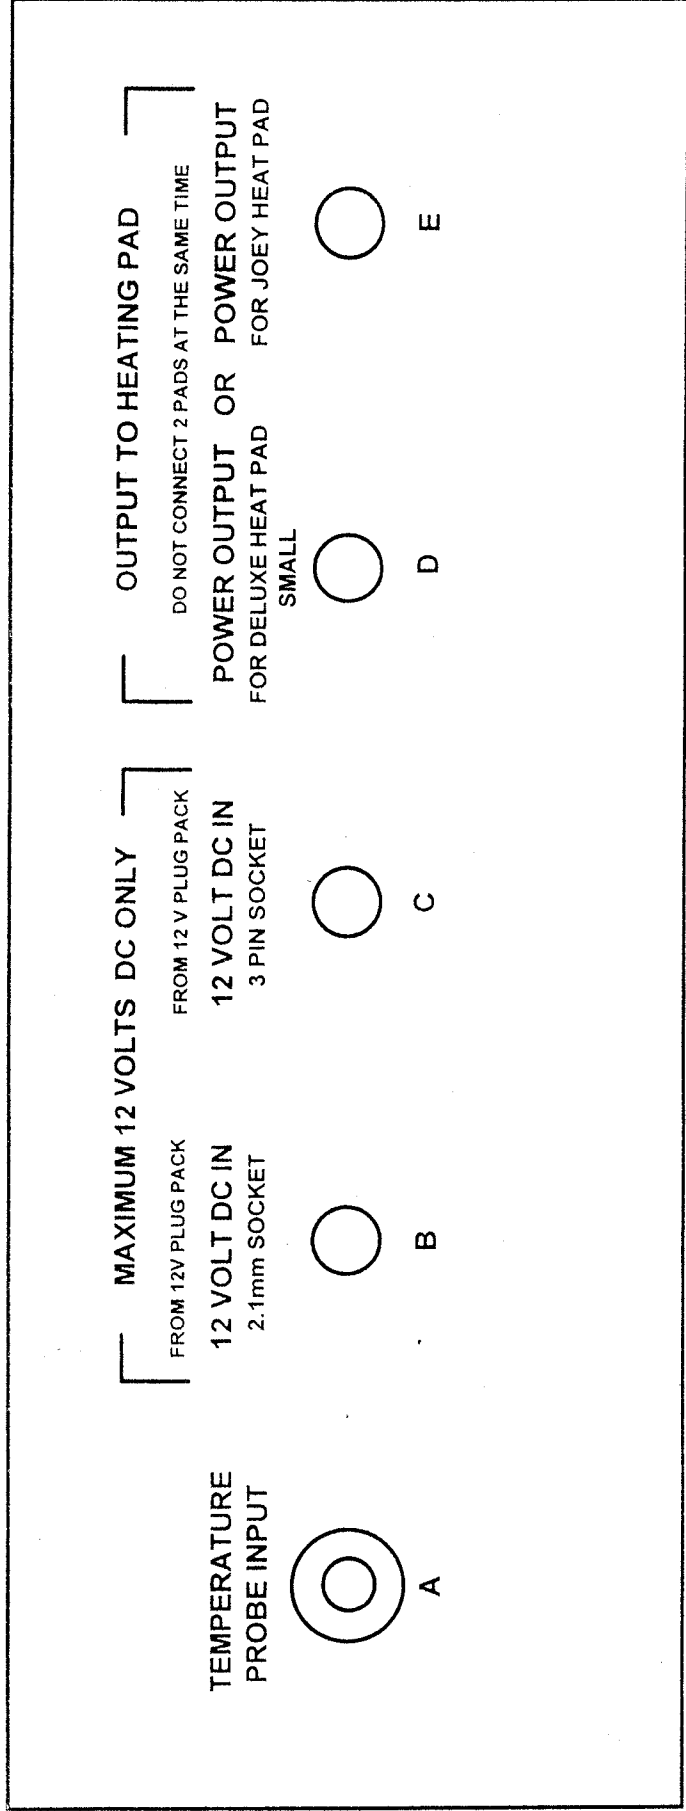 TEMPERATURE
PROBE INPUT
A
MAXIMUM 12 VOLTS DC ONLY
FROM 12V PLUG PACK
12 VOLT DC IN
2.1mm SOCKET
B
FROM 12 V PLUG PACK
12 VOLT DC IN
3 PIN SOCKET
C
OUTPUT TO HEATING PAD
DO NOT CONNECT 2 PADS AT THE SAME TIME
POWER OUTPUT OR POWER OUTPUT
FOR DELUXE HEAT PAD
SMALL
D
FOR JOEY HEAT PAD
E